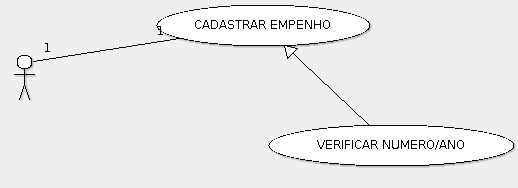 CADASTRAR EMPENHO
1
1
VERIFICAR NUMERO/ANO